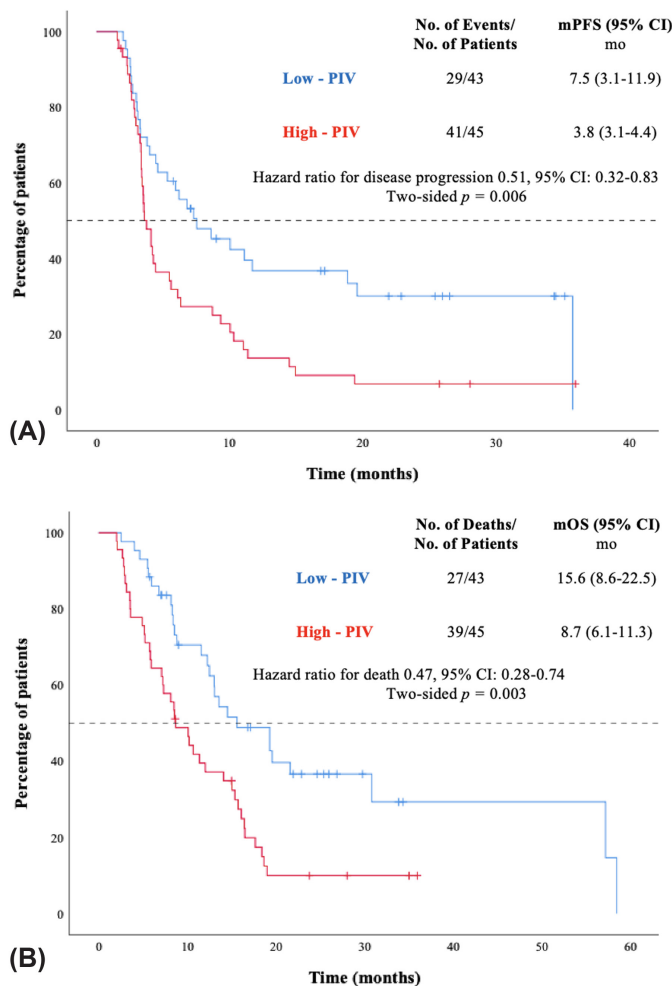 No. of Events/ mPFS (95% CI)
No. of Patients mo
Low - PIV 29/43 7.5 (3.1-11.9)
High - PIV 41/45 3.8 (3.1-4.4)
Hazard ratio for disease progression 0.51, 95% CI: 0.32-0.83
Two-sided p = 0.006
Percentage of patients
100
80
60
40
20
0
0 10 20 30 40
Time (months)
(A)
No. of Deaths/ mOS (95% CI)
No. of Patients mo
Low - PIV 27/43 15.6 (8.6-22.5)
High - PIV 39/45 8.7 (6.1-11.3)
Hazard ratio for death 0.47, 95% CI: 0.28-0.74
Two-sided p = 0.003
Percentage of patients
100
80
60
40
20
0
0 10 20 30 40 50 60
Time (months)
(B)